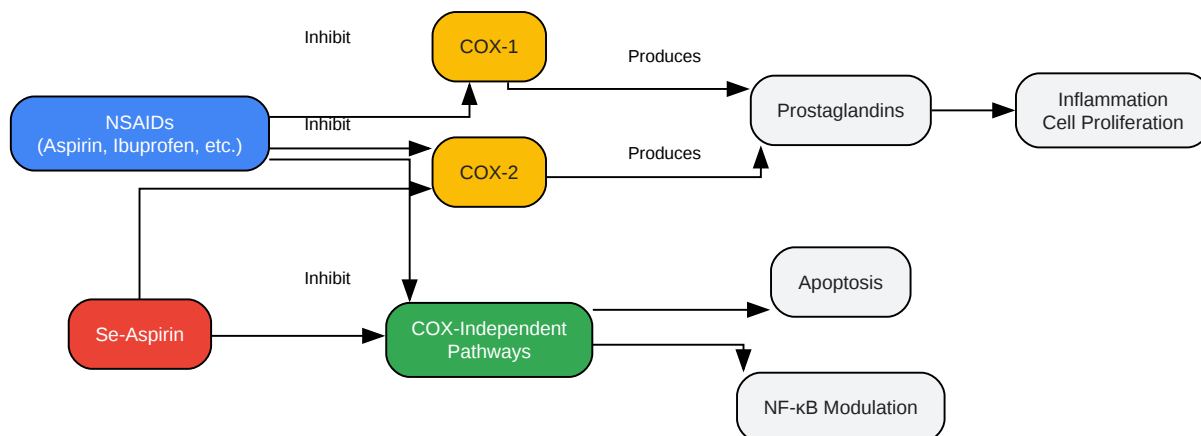 Inhibit
COX-1
Produces
NSAIDs
(Aspirin, Ibuprofen, etc.)
Inhibit
COX-2
Produces
Prostaglandins
Inflammation
Cell Proliferation
Inhibit
Se-Aspirin
COX-Independent
Pathways
Apoptosis
NF-κB Modulation